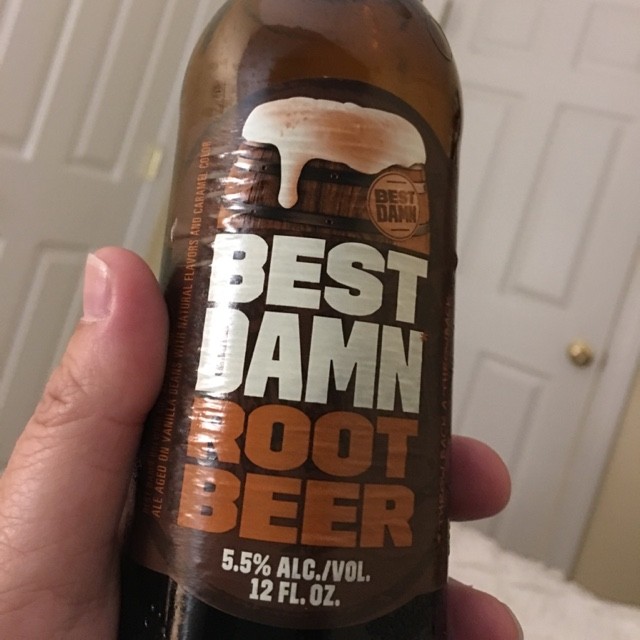 BEST
DAMN
BEST
DAMN
ROOT
BEER
5.5% ALC./VOL.
12 FL. OZ.
ALE AGED ON VANILLA BEANS WITH NATURAL FLAVORS AND CARAMEL COLOR